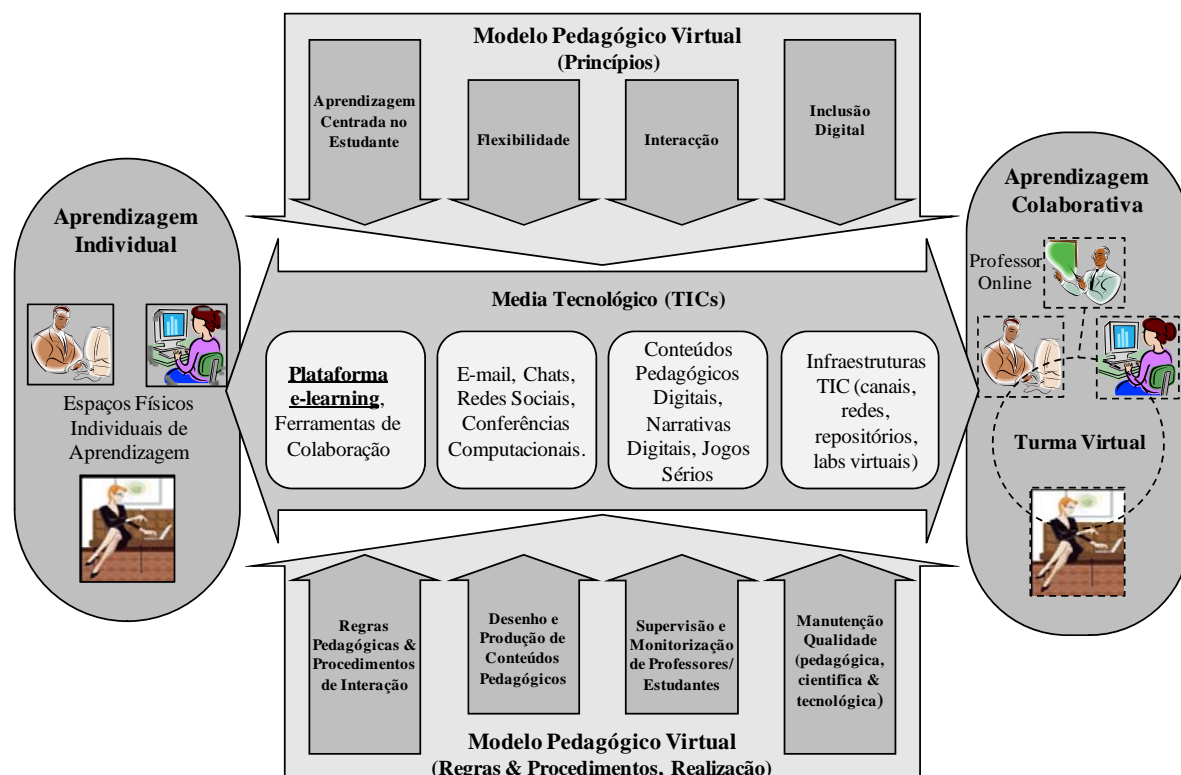 Modelo Pedagógico Virtual
(Princípios)
Aprendizagem
Centrada no
Estudante
Flexibilidade
Interacção
Inclusão
Digital
Aprendizagem
Individual
Espaços Físicos
Individuais de
Aprendizagem
Media Tecnológico (TICs)
Plataforma
e-learning,
Ferramentas de
Colaboração
E-mail, Chats,
Redes Sociais,
Conferências
Computacionais.
Conteúdos
Pedagógicos
Digitais,
Narrativas
Digitais, Jogos
Sérios
Infraestruturas
TIC (canais,
redes,
repositórios,
labs virtuais)
Aprendizagem
Colaborativa
Professor
Online
Turma Virtual
Regras
Pedagógicas &
Procedimentos
de Interação
Desenho e
Produção de
Conteúdos
Pedagógicos
Supervisão e
Monitorização
de Professores/
Estudantes
Manutenção
Qualidade
(pedagógica,
cientifica &
tecnológica)
Modelo Pedagógico Virtual
(Regras & Procedimentos, Realização)